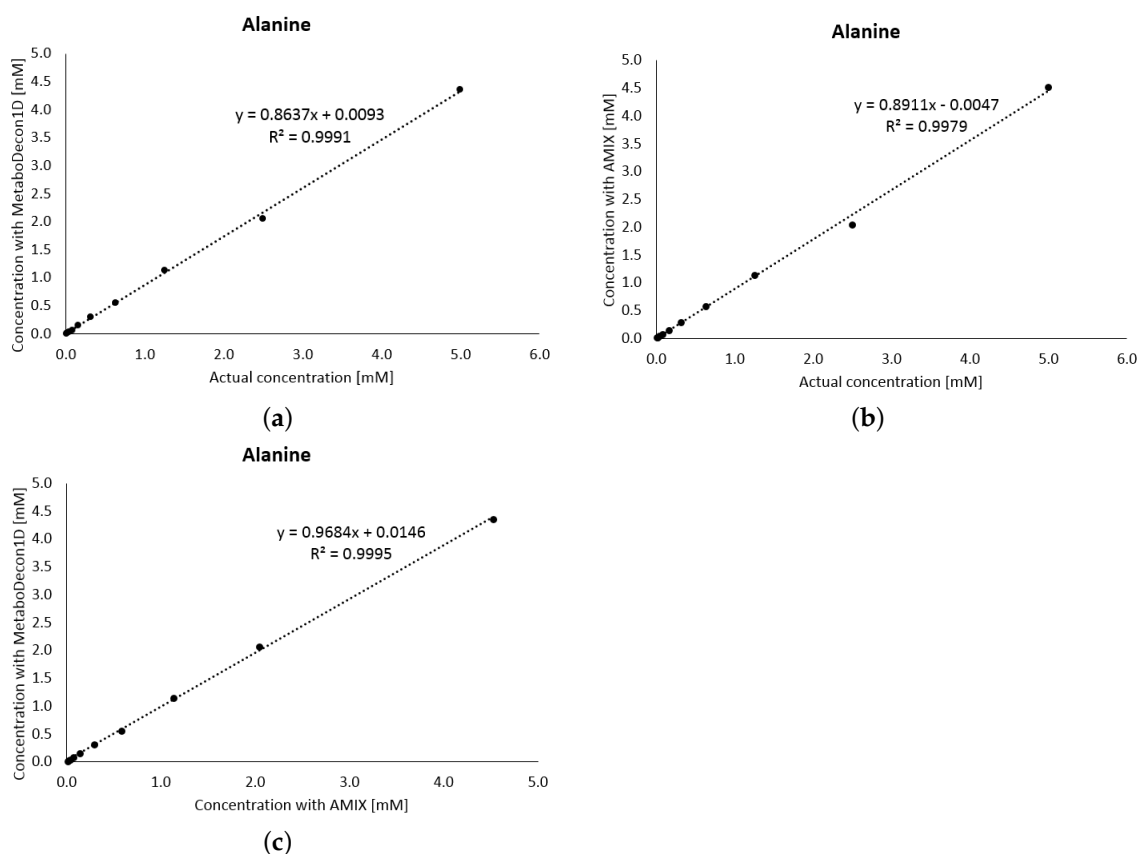 Alanine
Concentration with MetaboDecon1D [mM]
5.0
4.5
4.0
3.5
3.0
2.5
2.0
1.5
1.0
0.5
0.0
y = 0.8637x + 0.0093
R² = 0.9991
0.0 1.0 2.0 3.0 4.0 5.0 6.0
Actual concentration [mM]
(a)
Alanine
Concentration with AMIX [mM]
5.0
4.5
4.0
3.5
3.0
2.5
2.0
1.5
1.0
0.5
0.0
y = 0.8911x - 0.0047
R² = 0.9979
0.0 1.0 2.0 3.0 4.0 5.0 6.0
Actual concentration [mM]
(b)
Alanine
Concentration with MetaboDecon1D [mM]
5.0
4.5
4.0
3.5
3.0
2.5
2.0
1.5
1.0
0.5
0.0
y = 0.9684x + 0.0146
R² = 0.9995
0.0 1.0 2.0 3.0 4.0 5.0
Concentration with AMIX [mM]
(c)